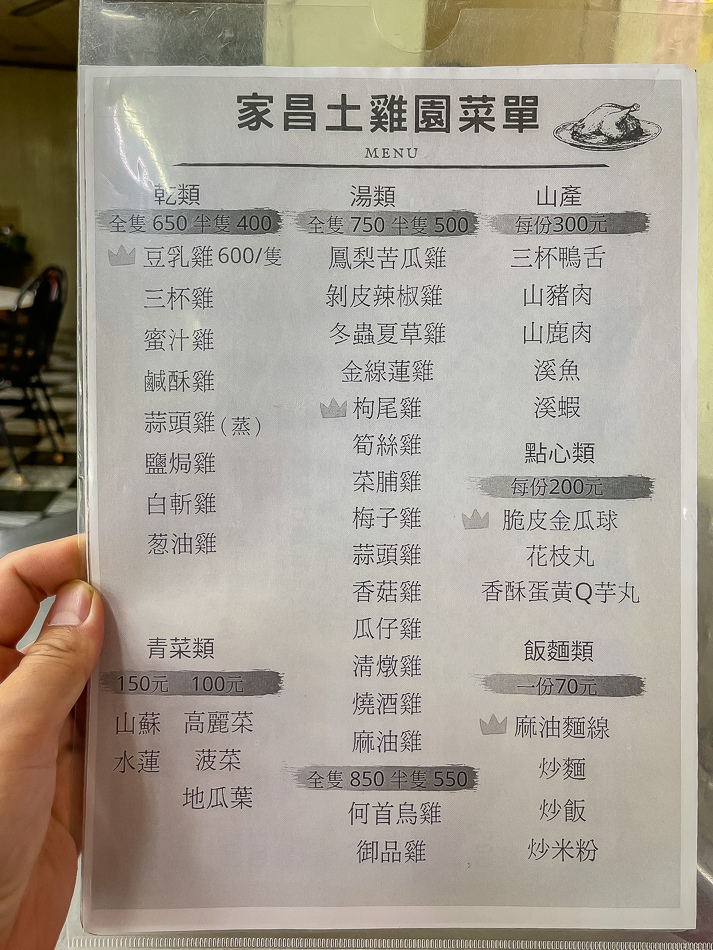 家昌土雞園菜單
MENU
乾類
全隻 650 半隻 400
豆乳雞 600/隻
三杯雞
蜜汁雞
鹹酥雞
蒜頭雞(蒸)
鹽焗雞
白斬雞
葱油雞
青菜類
150元 100元
山蘇 高麗菜
水蓮 菠菜
地瓜葉
湯類
全隻 750 半隻 500
鳳梨苦瓜雞
剝皮辣椒雞
冬蟲夏草雞
金線蓮雞
枸尾雞
筍絲雞
菜脯雞
梅子雞
蒜頭雞
香菇雞
瓜仔雞
清燉雞
燒酒雞
麻油雞
全隻 850 半隻 550
何首烏雞
御品雞
山產
每份300元
三杯鴨舌
山豬肉
山鹿肉
溪魚
溪蝦
點心類
每份200元
脆皮金瓜球
花枝丸
香酥蛋黃Q芋丸
飯麵類
一份70元
麻油麵線
炒麵
炒飯
炒米粉